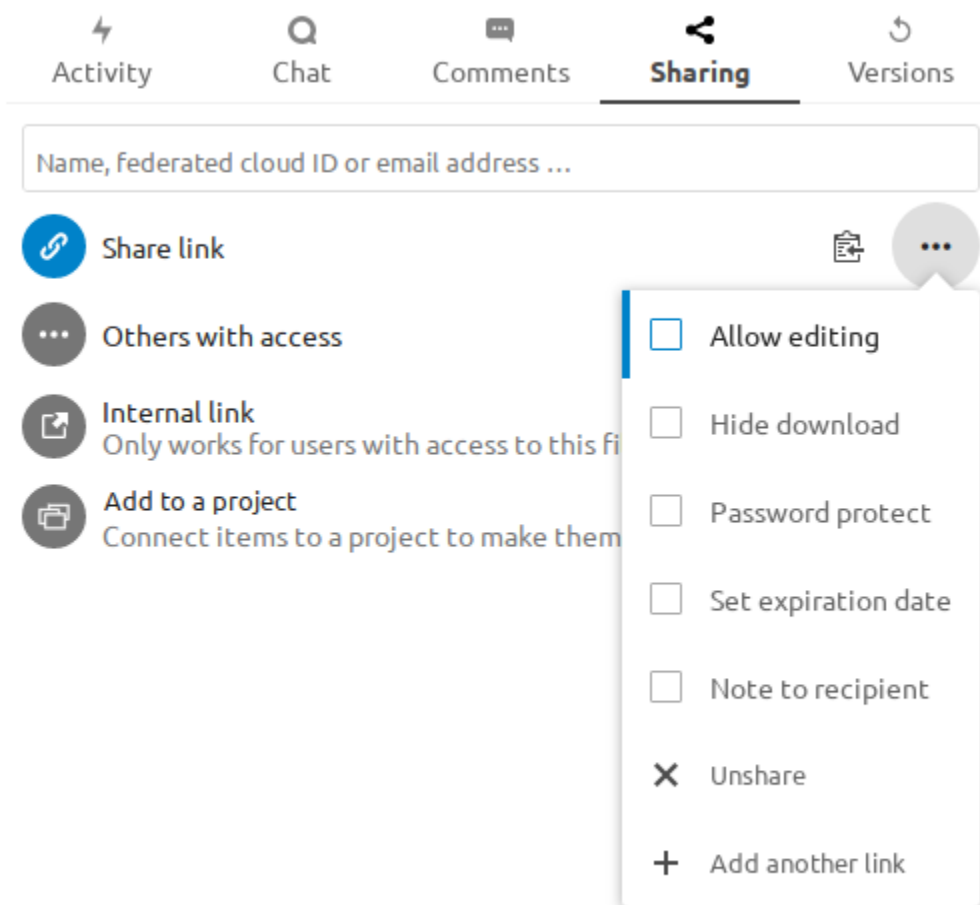 Activity
Chat
Comments
Sharing
Versions
Name, federated cloud ID or email address ...
Share link
Others with access
Internal link
Only works for users with access to this fi
Add to a project
Connect items to a project to make them
Allow editing
Hide download
Password protect
Set expiration date
Note to recipient
Unshare
Add another link